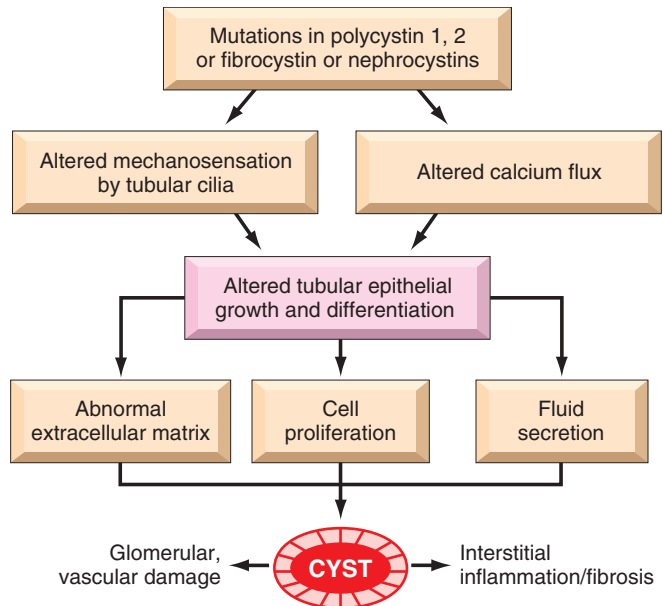 Mutations in polycystin 1, 2
or fibrocystin or nephrocystins
Altered mechanosensation
by tubular cilia
Altered calcium flux
Altered tubular epithelial
growth and differentiation
Abnormal
extracellular matrix
Cell
proliferation
Fluid
secretion
Glomerular,
vascular damage
CYST
Interstitial
inflammation/fibrosis